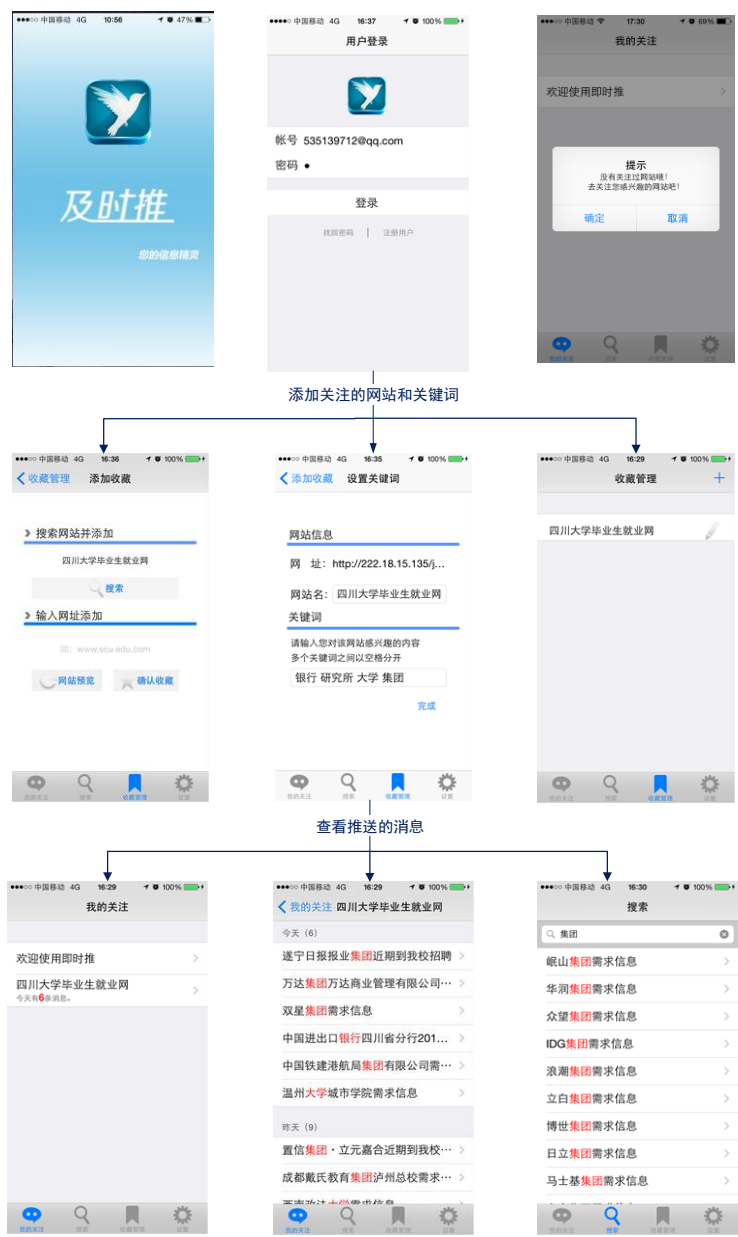 中国移动 4G 10:56 47%
及时推
您的信息精灵
中国移动 4G 16:37 100%
用户登录
帐号 535139712@qq.com
密码
登录
找回密码 | 注册用户
中国移动 17:30 69%
我的关注
欢迎使用即时推
提示
没有关注过网站哦!
去关注您感兴趣的网站吧!
确定 取消
我的关注 搜索 收藏管理 设置
添加关注的网站和关键词
中国移动 4G 16:36 100%
收藏管理 添加收藏
搜索网站并添加
四川大学毕业生就业网
搜索
输入网址添加
如: www.scu.edu.com
网站预览 确认收藏
我的关注 搜索 收藏管理 设置
中国移动 4G 16:35 100%
添加收藏 设置关键词
网站信息
网 址: http://222.18.15.135/j...
网站名: 四川大学毕业生就业网
关键词
请输入您对该网站感兴趣的内容
多个关键词之间以空格分开
银行 研究所 大学 集团
完成
我的关注 搜索 收藏管理 设置
中国移动 4G 16:29 100%
收藏管理 +
四川大学毕业生就业网
我的关注 搜索 收藏管理 设置
查看推送的消息
中国移动 4G 16:29 100%
我的关注
欢迎使用即时推
四川大学毕业生就业网
今天有6条消息。
我的关注 搜索 收藏管理 设置
中国移动 4G 16:29 100%
我的关注 四川大学毕业生就业网
今天 (6)
遂宁日报报业集团近期到我校招聘
万达集团万达商业管理有限公司…
双星集团需求信息
中国进出口银行四川省分行201...
中国铁建港航局集团有限公司需…
温州大学城市学院需求信息
昨天 (9)
置信集团·立元嘉合近期到我校…
成都戴氏教育集团泸州总校需求…
西南政法大学需求信息
我的关注 搜索 收藏管理 设置
中国移动 4G 16:30 100%
搜索
集团
岷山集团需求信息
华润集团需求信息
众望集团需求信息
IDG集团需求信息
浪潮集团需求信息
立白集团需求信息
博世集团需求信息
日立集团需求信息
马士基集团需求信息
我的关注 搜索 收藏管理 设置